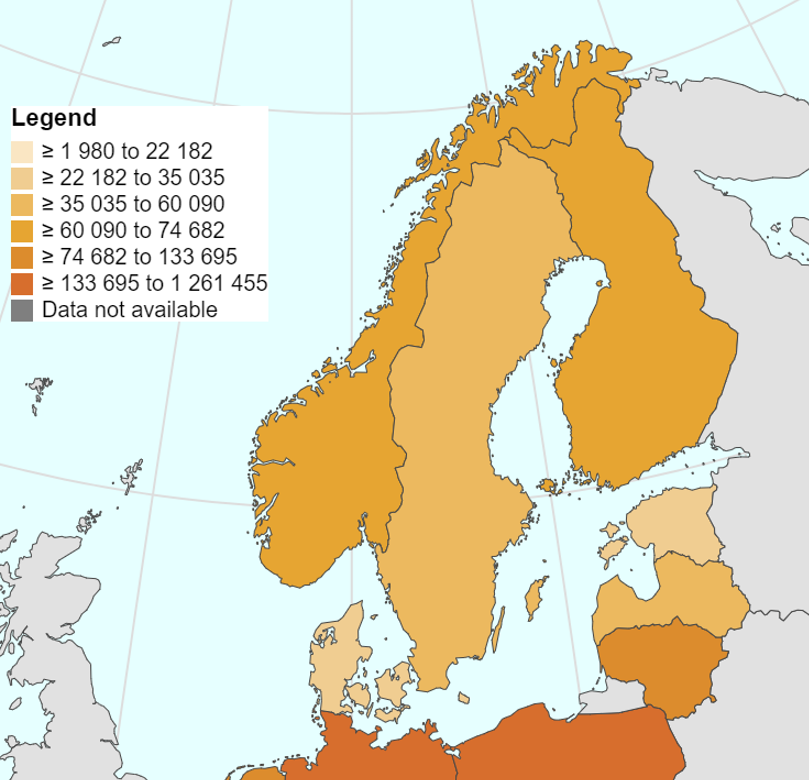 Legend
≥ 1 980 to 22 182
≥ 22 182 to 35 035
≥ 35 035 to 60 090
≥ 60 090 to 74 682
≥ 74 682 to 133 695
≥ 133 695 to 1 261 455
Data not available